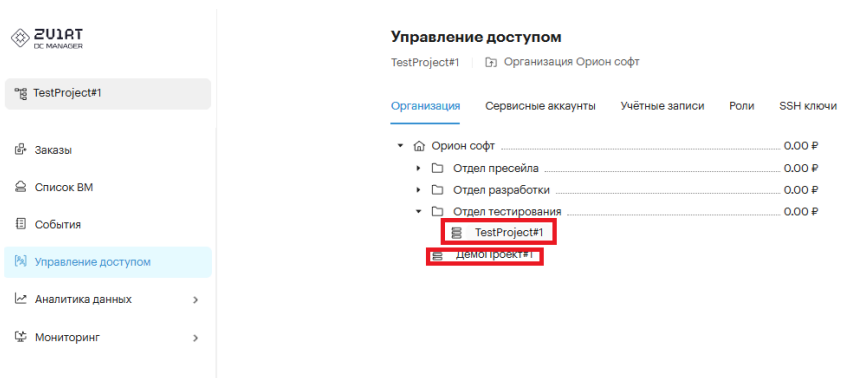 ZVIRT
DC MANAGER
TestProject#1
Заказы
Список ВМ
События
Управление доступом
Аналитика данных
Мониторинг
Управление доступом
TestProject#1 Организация Орион софт
Организация Сервисные аккаунты Учётные записи Роли SSH ключи
Орион софт 0.00 ₽
Отдел пресейла 0.00 ₽
Отдел разработки 0.00 ₽
Отдел тестирования 0.00 ₽
TestProject#1
ДемоПроект#1